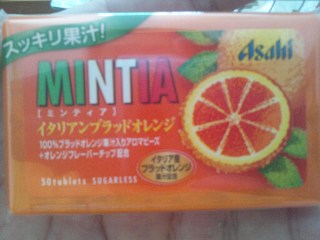 スッキリ果汁!
Asahi
MINTIA
[ミンティア]
イタリアンブラッドオレンジ
100%ブラッドオレンジ果汁入りアロマビーズ
+オレンジフレーバーチップ配合
イタリア産
ブラッドオレンジ
果汁配合
50tablets SUGARLESS